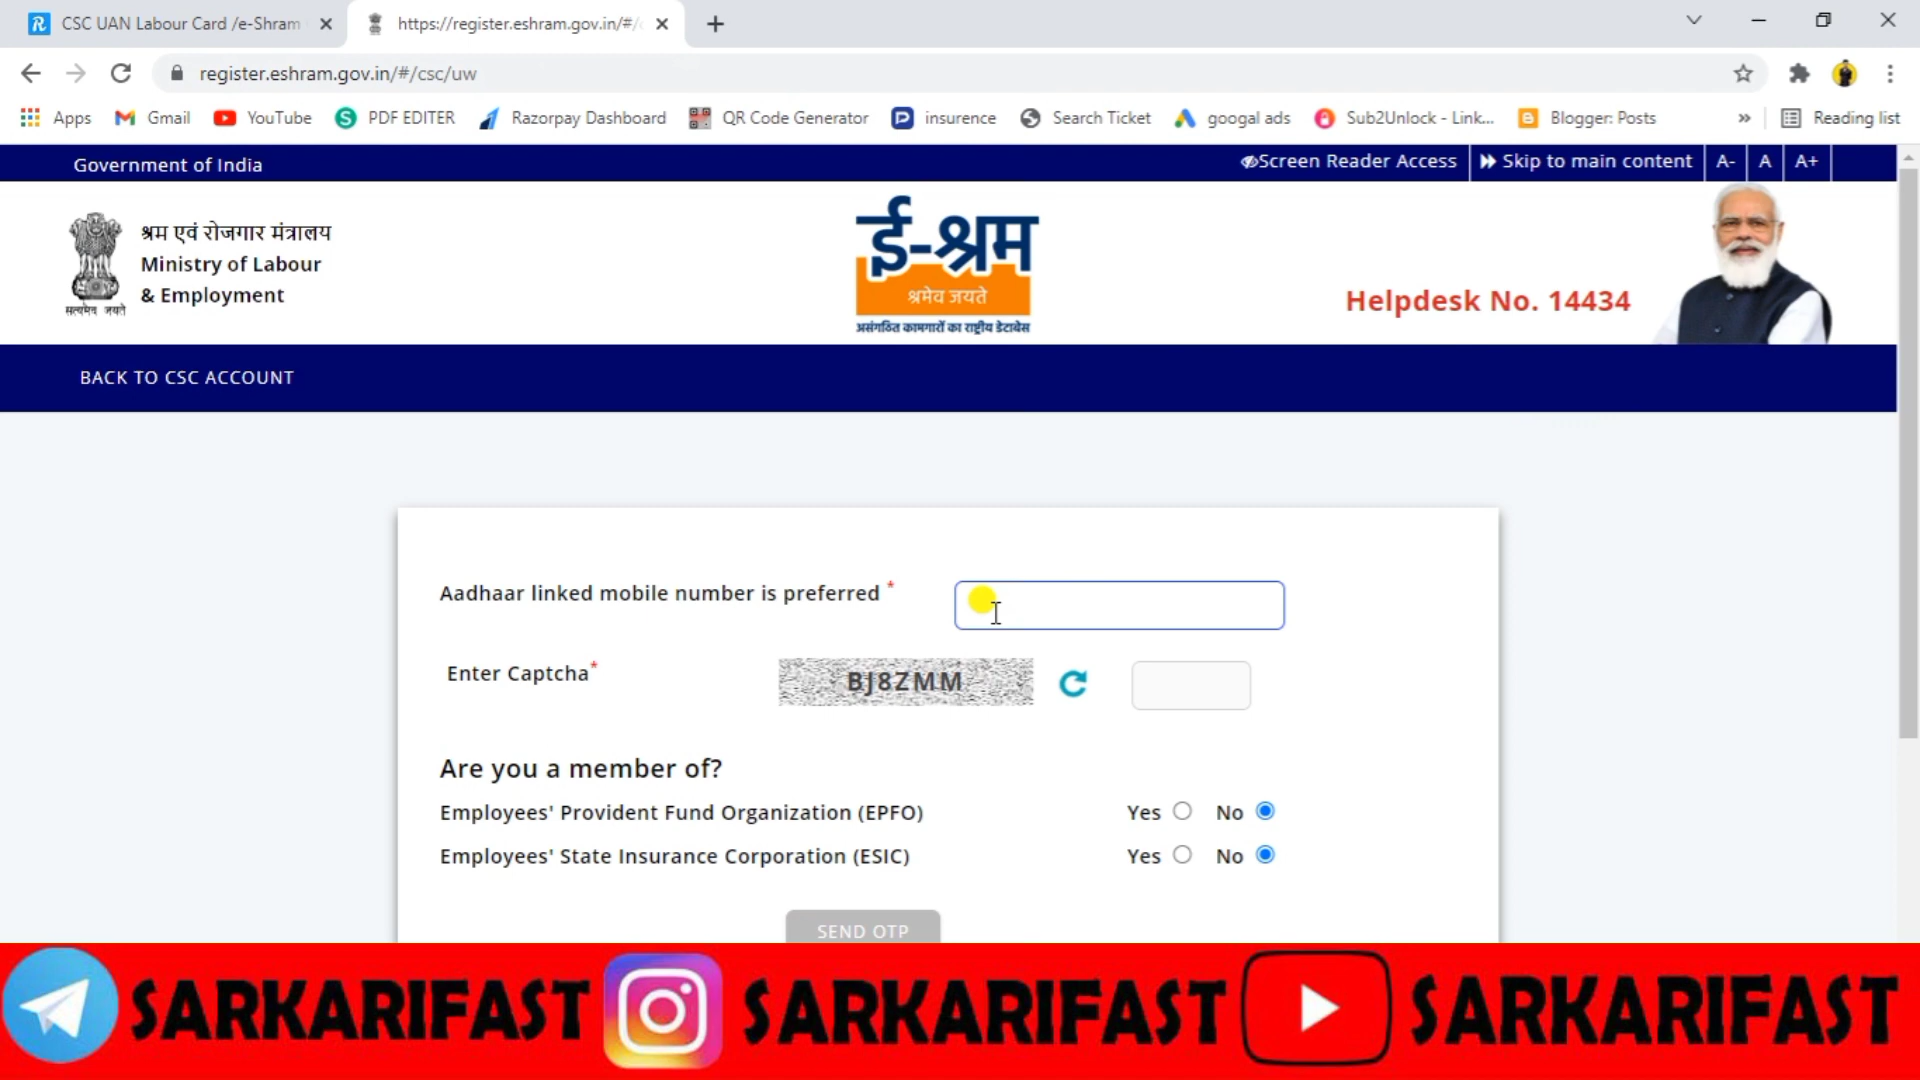 CSC UAN Labour Card /e-Shram
https://register.eshram.gov.in/#/
register.eshram.gov.in/#/csc/uw
Apps Gmail YouTube PDF EDITER Razorpay Dashboard QR Code Generator insurence Search Ticket googal ads Sub2Unlock - Link... Blogger: Posts » Reading list
Government of India
Screen Reader Access Skip to main content A- A A+
श्रम एवं रोजगार मंत्रालय
Ministry of Labour
& Employment
सत्यमेव जयते
ई-श्रम
श्रमेव जयते
असंगठित कामगारों का राष्ट्रीय डेटाबेस
Helpdesk No. 14434
BACK TO CSC ACCOUNT
Aadhaar linked mobile number is preferred *
Enter Captcha* BJ8ZMM
Are you a member of?
Employees' Provident Fund Organization (EPFO) Yes No
Employees' State Insurance Corporation (ESIC) Yes No
SEND OTP
SARKARIFAST SARKARIFAST SARKARIFAST